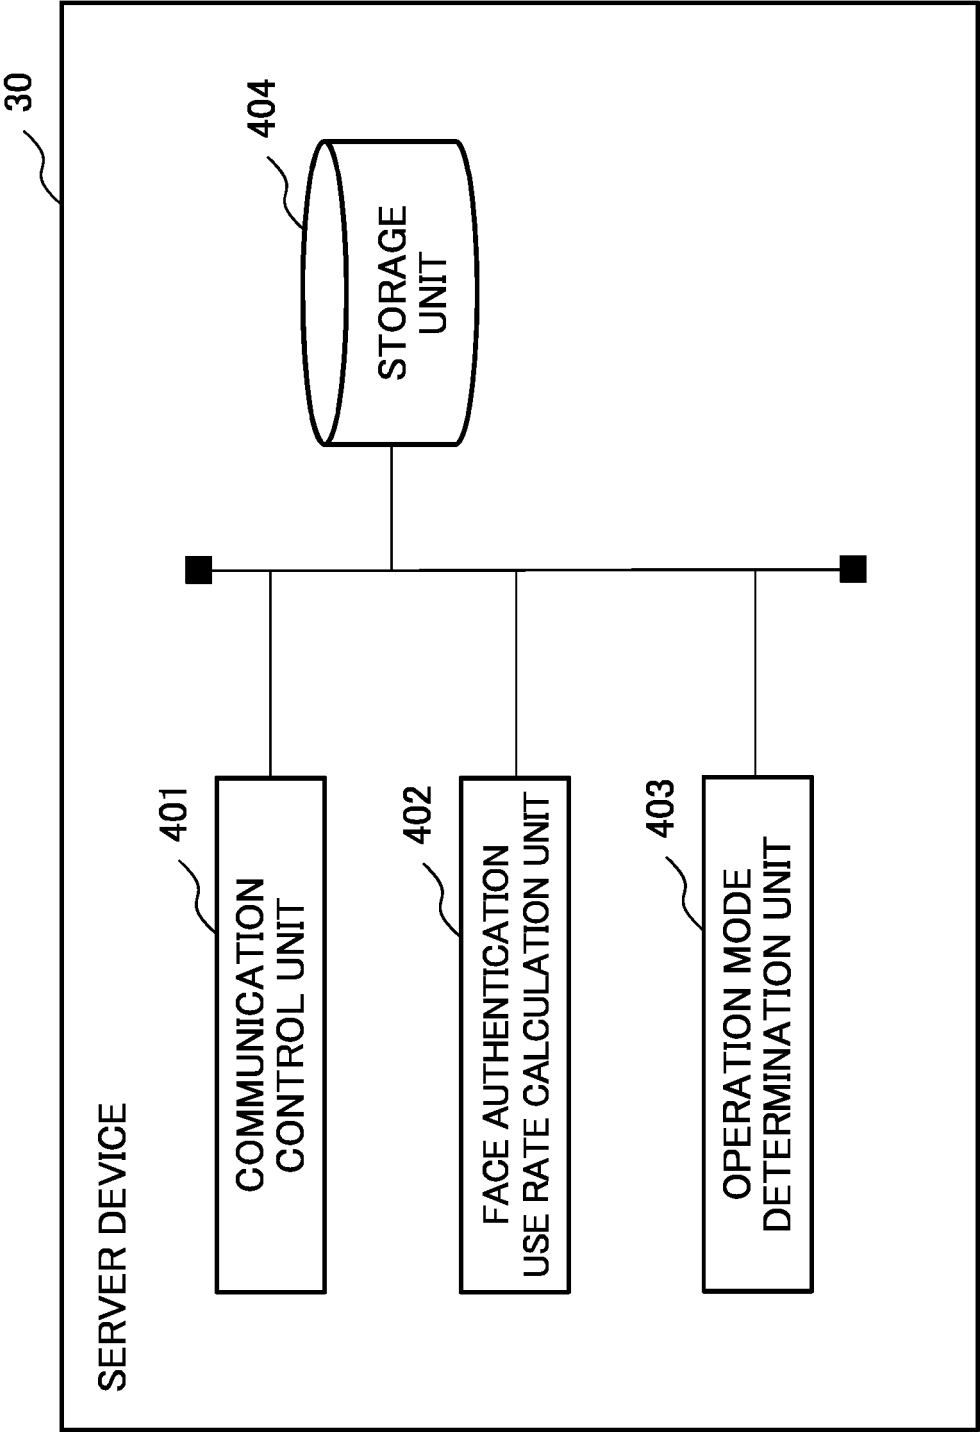 30
SERVER DEVICE
401
COMMUNICATION
CONTROL UNIT
404
STORAGE
UNIT
402
FACE AUTHENTICATION
USE RATE CALCULATION UNIT
403
OPERATION MODE
DETERMINATION UNIT